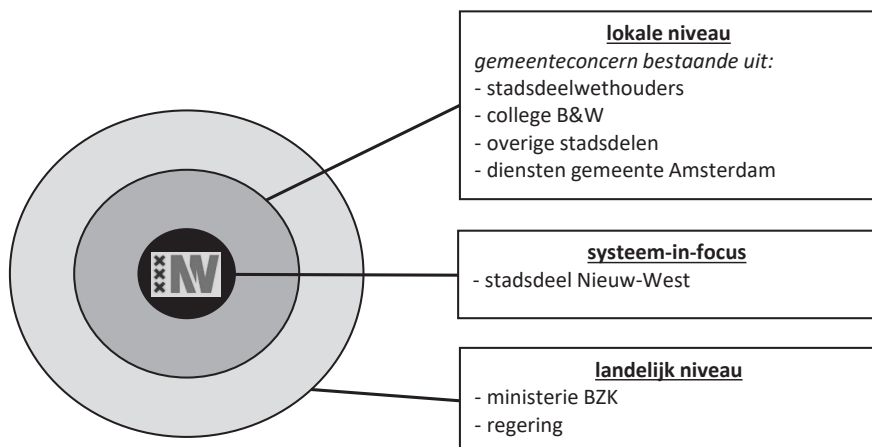 lokale niveau
gemeenteconcern bestaande uit:
- stadsdeelwethouders
- college B&W
- overige stadsdelen
- diensten gemeente Amsterdam
XXX NW
systeem-in-focus
- stadsdeel Nieuw-West
landelijk niveau
- ministerie BZK
- regering